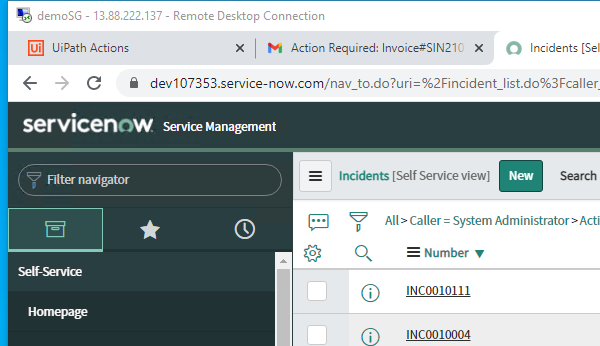 demoSG - 13.88.222.137 - Remote Desktop Connection
Ui UiPath Actions Action Required: Invoice#SIN210 Incidents [Sel
dev107353.service-now.com/nav_to.do?uri=%2Fincident_list.do%3Fcaller_
servicenow Service Management
Filter navigator
Incidents [Self Service view] New Search
All > Caller = System Administrator > Acti
Number
Self-Service
INC0010111
Homepage
INC0010004